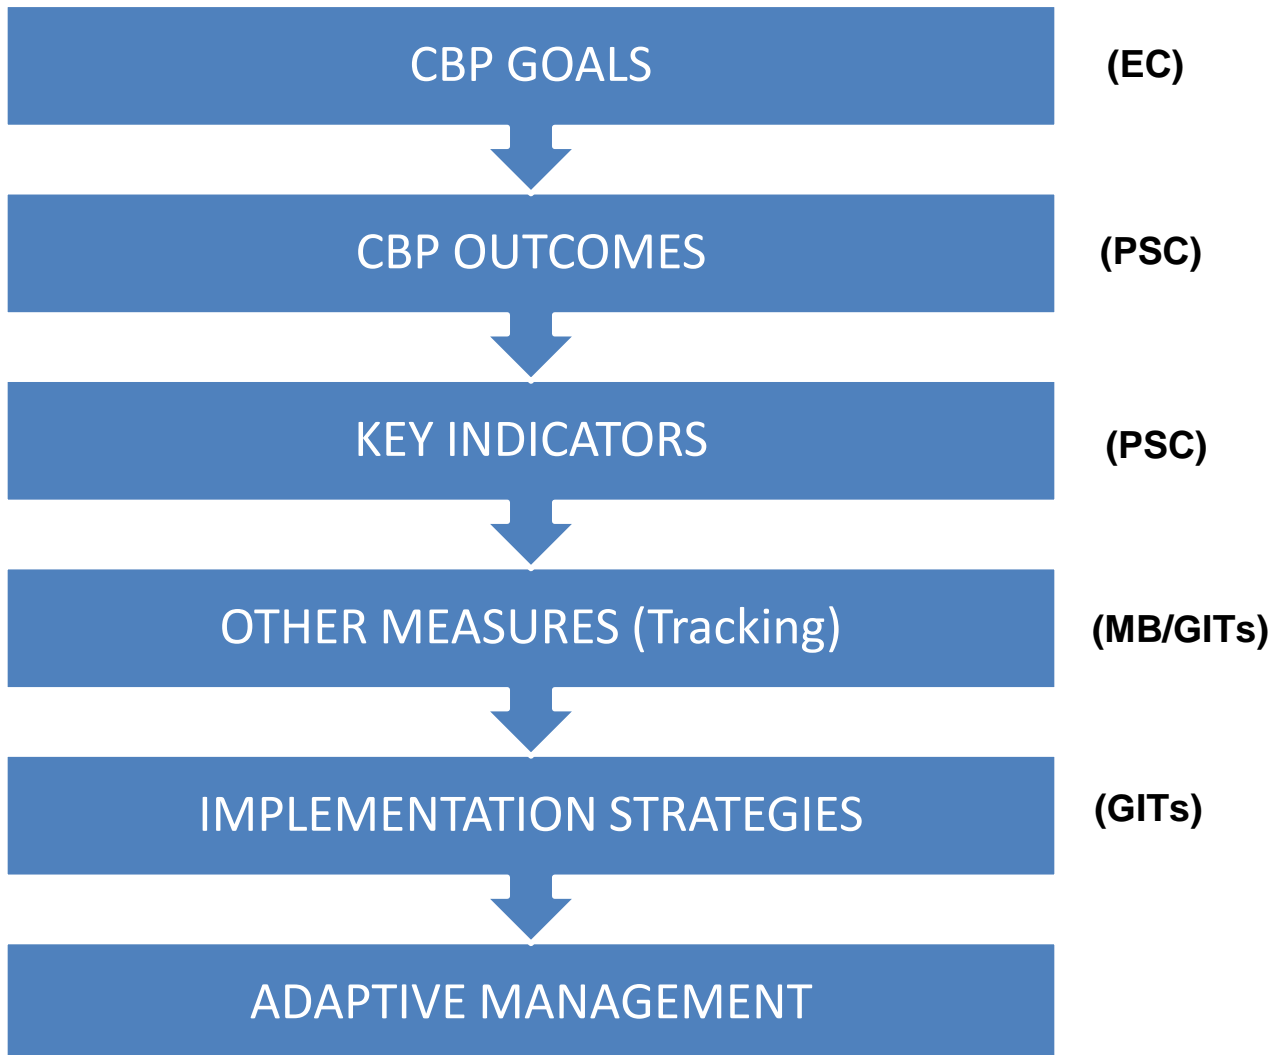 CBP GOALS (EC)
CBP OUTCOMES (PSC)
KEY INDICATORS (PSC)
OTHER MEASURES (Tracking) (MB/GITs)
IMPLEMENTATION STRATEGIES (GITs)
ADAPTIVE MANAGEMENT